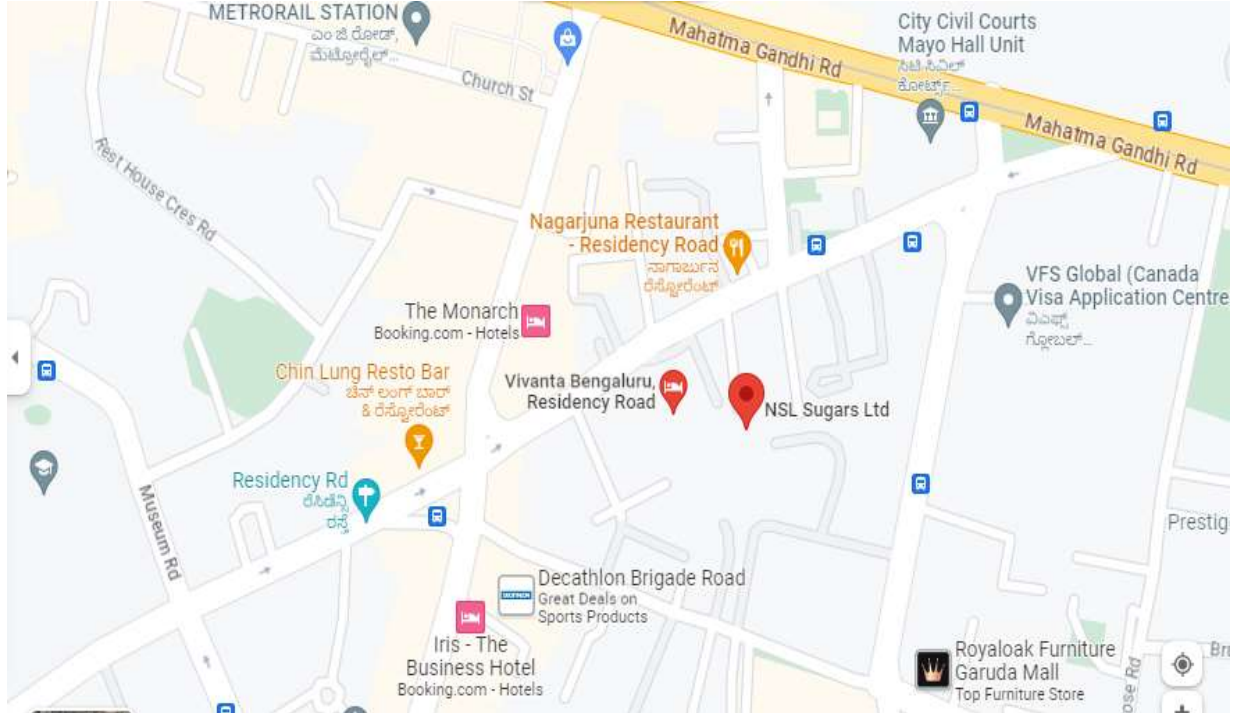 METRORAIL STATION
ಎಂ ಜಿ ರೋಡ್,
ಮೆಟ್ರೋರೈಲ್...
Church St
Mahatma Gandhi Rd
City Civil Courts
Mayo Hall Unit
ಸಿಟಿ ಸಿವಿಲ್
ಕೋರ್ಟ್ಸ್...
Mahatma Gandhi Rd
Rest House Cres Rd
Nagarjuna Restaurant
- Residency Road
ನಾಗಾರ್ಜುನ
ರೆಸ್ಟೋರೆಂಟ್
VFS Global (Canada
Visa Application Centre
ವಿಎಫ್ಎಸ್
ಗ್ಲೋಬಲ್...
The Monarch
Booking.com - Hotels
Chin Lung Resto Bar
ಚಿನ್ ಲಂಗ್ ಬಾರ್
& ರೆಸ್ಟೋರೆಂಟ್
Vivanta Bengaluru,
Residency Road
NSL Sugars Ltd
Residency Rd
ರೆಸಿಡೆನ್ಸಿ
ರಸ್ತೆ
Museum Rd
Prestig
Decathlon Brigade Road
Great Deals on
Sports Products
Iris - The
Business Hotel
Booking.com - Hotels
Royaloak Furniture
Garuda Mall
Top Furniture Store
ose Rd